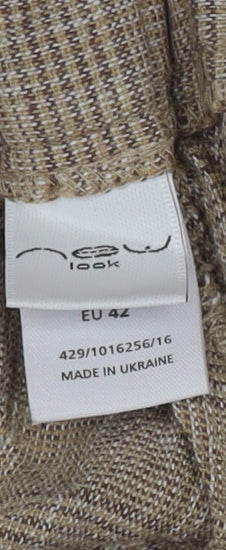 new
look
EU 42
429/1016256/16
MADE IN UKRAINE